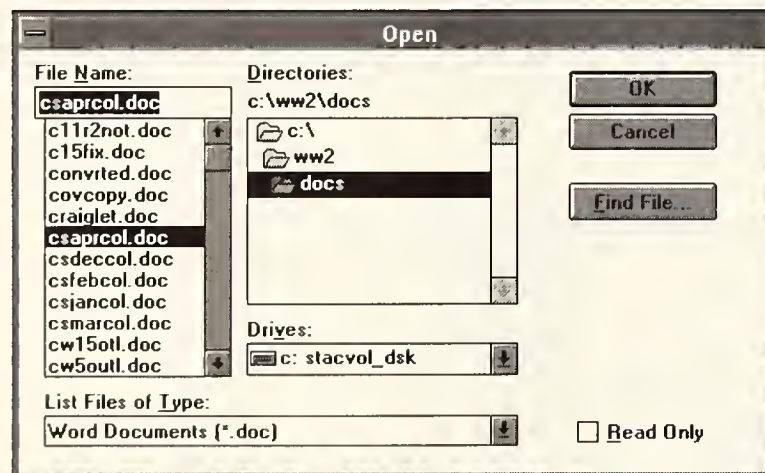 Open
File Name:
csaprcol.doc
c11r2not.doc
c15fix.doc
convrted.doc
covcopy.doc
craiglet.doc
csaprcol.doc
csdeccol.doc
csfebcol.doc
csjancol.doc
csmarcol.doc
cw15otl.doc
cw5outl.doc
List Files of Type:
Word Documents (*.doc)
Directories:
c:\ww2\docs
c:\
ww2
docs
Drives:
c: stacvol_dsk
OK
Cancel
Find File...
Read Only